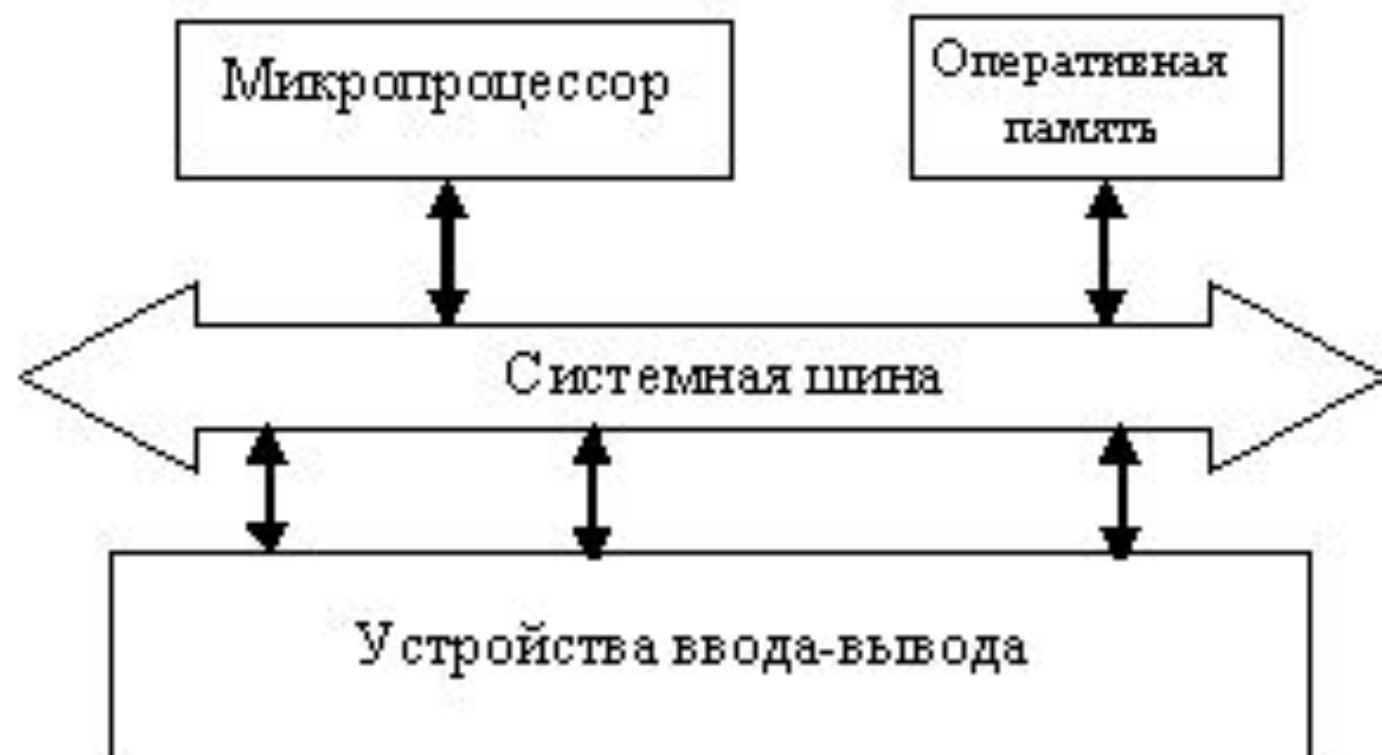 Микропроцессор
Оперативная
память
Системная шина
Устройства ввода-вывода